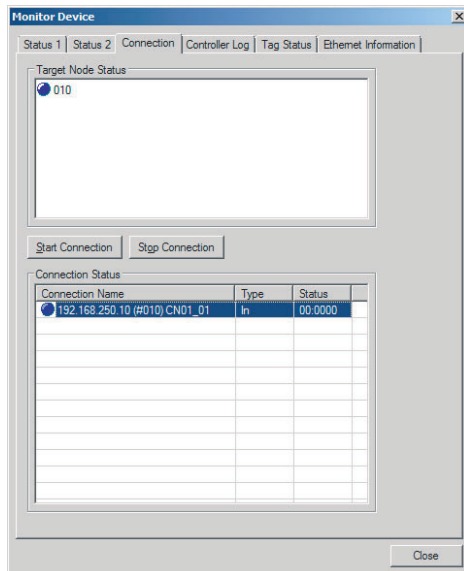 Monitor Device
Status 1 Status 2 Connection Controller Log Tag Status Ethernet Information
Target Node Status
010
Start Connection Stop Connection
Connection Status
Connection Name Type Status
192.168.250.10 (#010) CN01_01 In 00:0000
Close